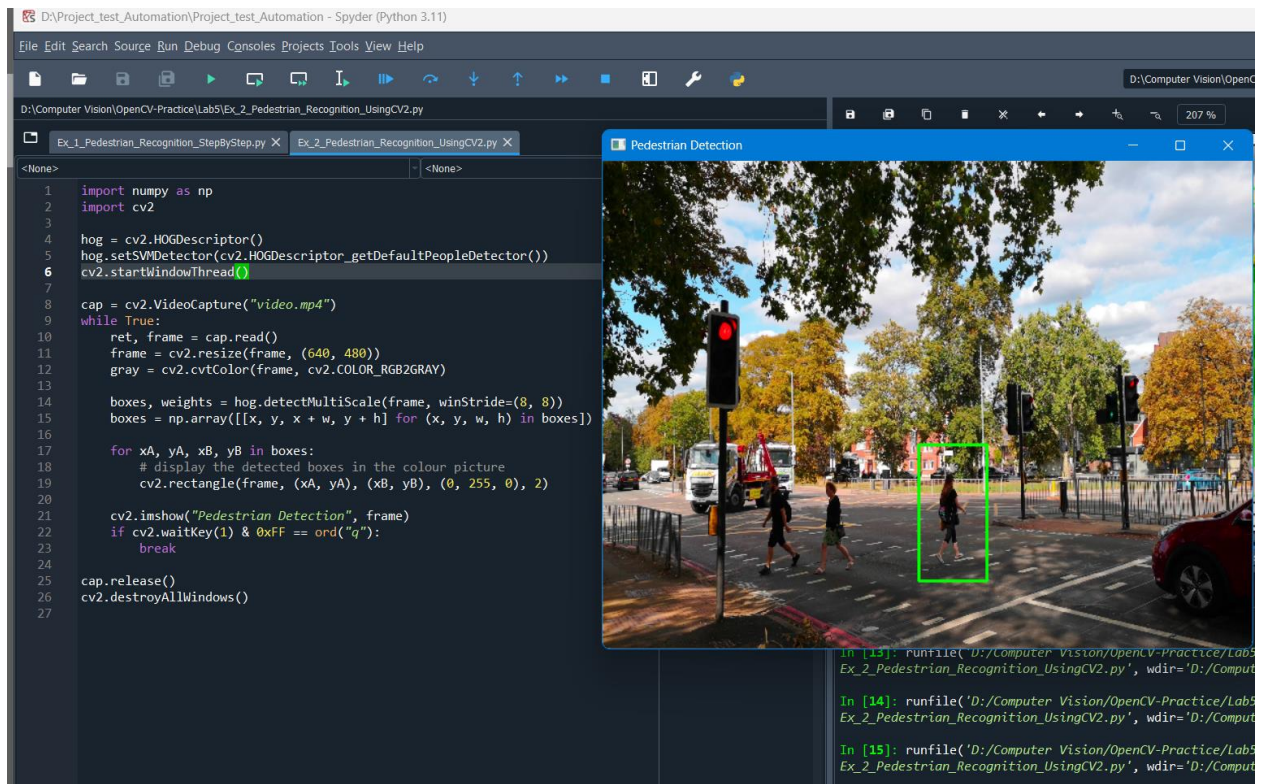 D:\Project_test_Automation\Project_test_Automation - Spyder (Python 3.11)
File Edit Search Source Run Debug Consoles Projects Tools View Help
D:\Computer Vision\OpenC
D:\Computer Vision\OpenCV-Practice\Lab5\Ex_2_Pedestrian_Recognition_UsingCV2.py
207 %
Ex_1_Pedestrian_Recognition_StepByStep.py X Ex_2_Pedestrian_Recognition_UsingCV2.py X
Pedestrian Detection
<None> <None>
1 import numpy as np
2 import cv2
3
4 hog = cv2.HOGDescriptor()
5 hog.setSVMDetector(cv2.HOGDescriptor_getDefaultPeopleDetector())
6 cv2.startWindowThread()
7
8 cap = cv2.VideoCapture("video.mp4")
9 while True:
10 ret, frame = cap.read()
11 frame = cv2.resize(frame, (640, 480))
12 gray = cv2.cvtColor(frame, cv2.COLOR_RGB2GRAY)
13
14 boxes, weights = hog.detectMultiScale(frame, winStride=(8, 8))
15 boxes = np.array([[x, y, x + w, y + h] for (x, y, w, h) in boxes])
16
17 for xA, yA, xB, yB in boxes:
18 # display the detected boxes in the colour picture
19 cv2.rectangle(frame, (xA, yA), (xB, yB), (0, 255, 0), 2)
20
21 cv2.imshow("Pedestrian Detection", frame)
22 if cv2.waitKey(1) & 0xFF == ord("q"):
23 break
24
25 cap.release()
26 cv2.destroyAllWindows()
27
In [13]: runfile('D:/Computer Vision/OpenCV-Practice/Lab5
Ex_2_Pedestrian_Recognition_UsingCV2.py', wdir='D:/Comput
In [14]: runfile('D:/Computer Vision/OpenCV-Practice/Lab5
Ex_2_Pedestrian_Recognition_UsingCV2.py', wdir='D:/Comput
In [15]: runfile('D:/Computer Vision/OpenCV-Practice/Lab5
Ex_2_Pedestrian_Recognition_UsingCV2.py', wdir='D:/Comput